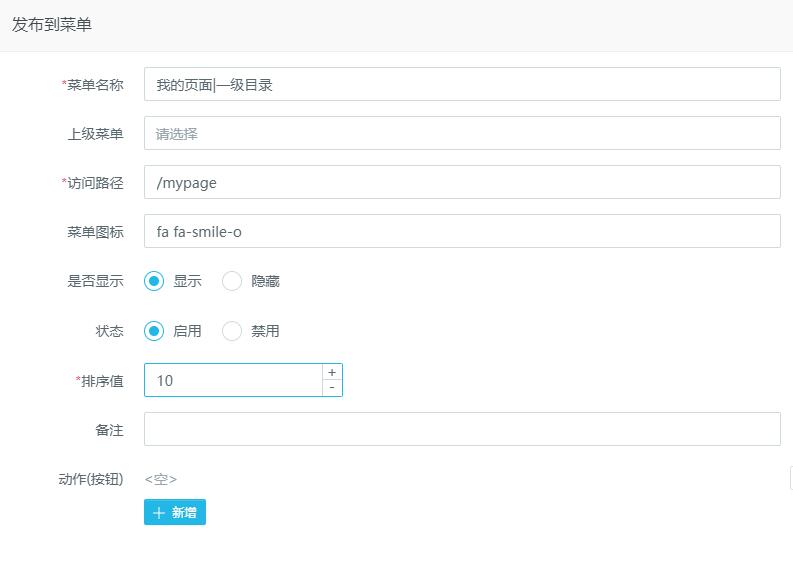 发布到菜单
*菜单名称 我的页面|一级目录
上级菜单 请选择
*访问路径 /mypage
菜单图标 fa fa-smile-o
是否显示 显示 隐藏
状态 启用 禁用
*排序值 10 + -
备注
动作(按钮) <空>
+ 新增